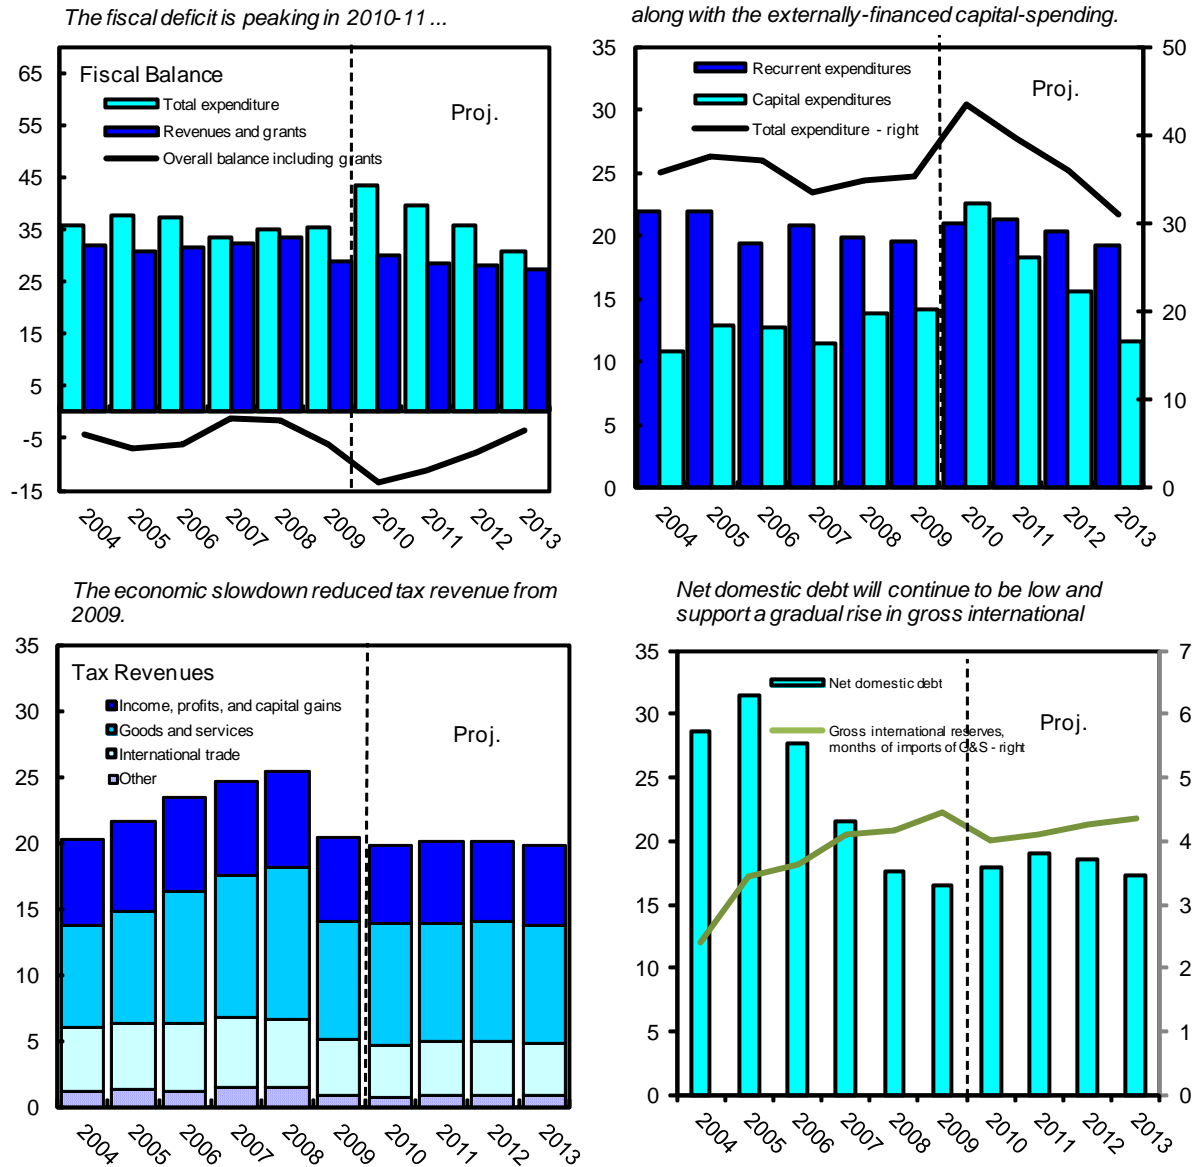 The fiscal deficit is peaking in 2010-11 ...
65
55
45
35
25
15
5
-5
-15
Fiscal Balance
Total expenditure
Revenues and grants
Overall balance including grants
Proj.
2004 2005 2006 2007 2008 2009 2010 2011 2012 2013
along with the externally-financed capital-spending.
35
30
25
20
15
10
5
0
Recurrent expenditures
Capital expenditures
Total expenditure - right
Proj.
50
40
30
20
10
0
2004 2005 2006 2007 2008 2009 2010 2011 2012 2013
The economic slowdown reduced tax revenue from
2009.
35
30
25
20
15
10
5
0
Tax Revenues
Income, profits, and capital gains
Goods and services
International trade
Other
Proj.
2004 2005 2006 2007 2008 2009 2010 2011 2012 2013
Net domestic debt will continue to be low and
support a gradual rise in gross international
35
30
25
20
15
10
5
0
Net domestic debt
Gross international reserves,
months of imports of G&S - right
Proj.
7
6
5
4
3
2
1
0
2004 2005 2006 2007 2008 2009 2010 2011 2012 2013